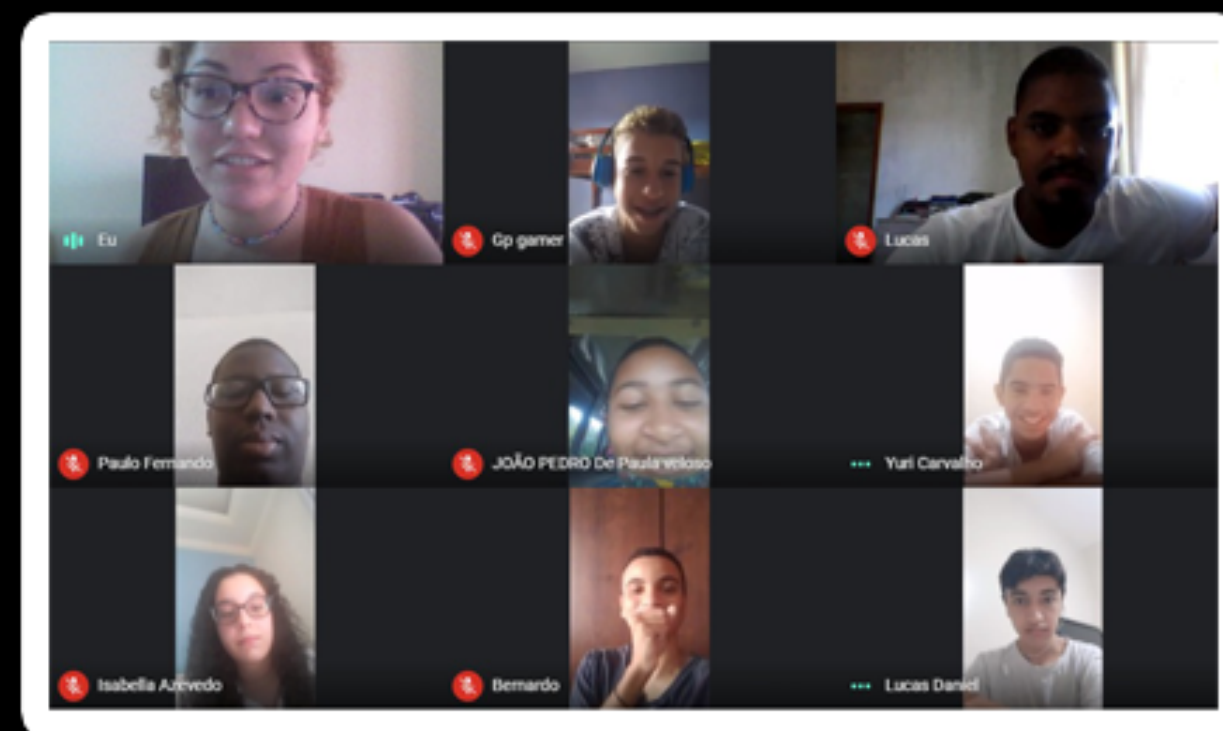 Eu
Gp gamer
Lucas
Paulo Fernando
JOÃO PEDRO De Paula veloso
Yuri Carvalho
Isabella Azevedo
Bernardo
Lucas Daniel